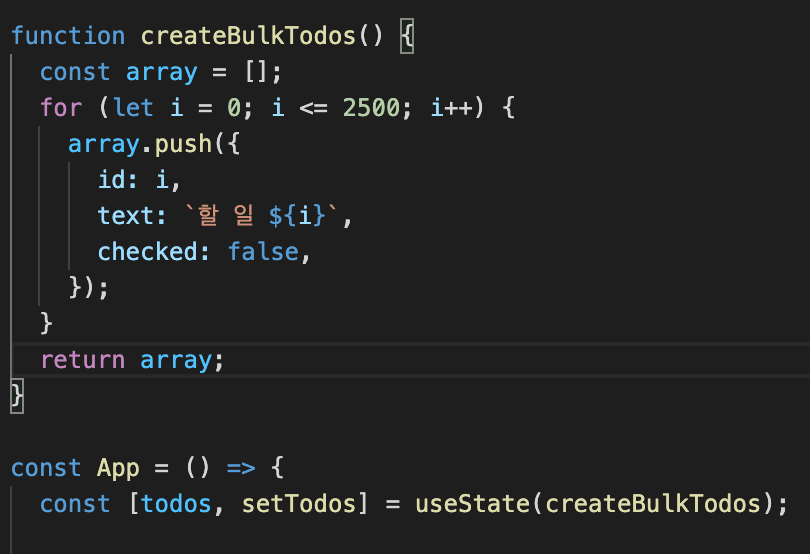 function createBulkTodos() {
  const array = [];
  for (let i = 0; i <= 2500; i++) {
    array.push({
      id: i,
      text: `할 일 ${i}`,
      checked: false,
    });
  }
  return array;
}
const App = () => {
  const [todos, setTodos] = useState(createBulkTodos);